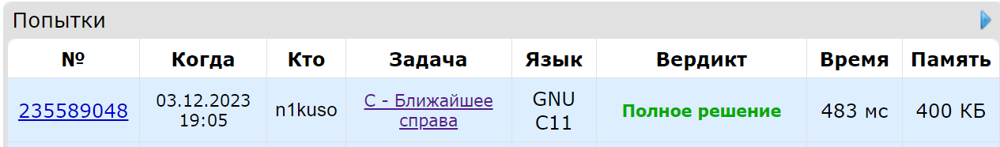 Попытки
№ Когда Кто Задача Язык Вердикт Время Память
235589048 03.12.2023 19:05 n1kuso C - Ближайшее справа GNU C11 Полное решение 483 мс 400 КБ